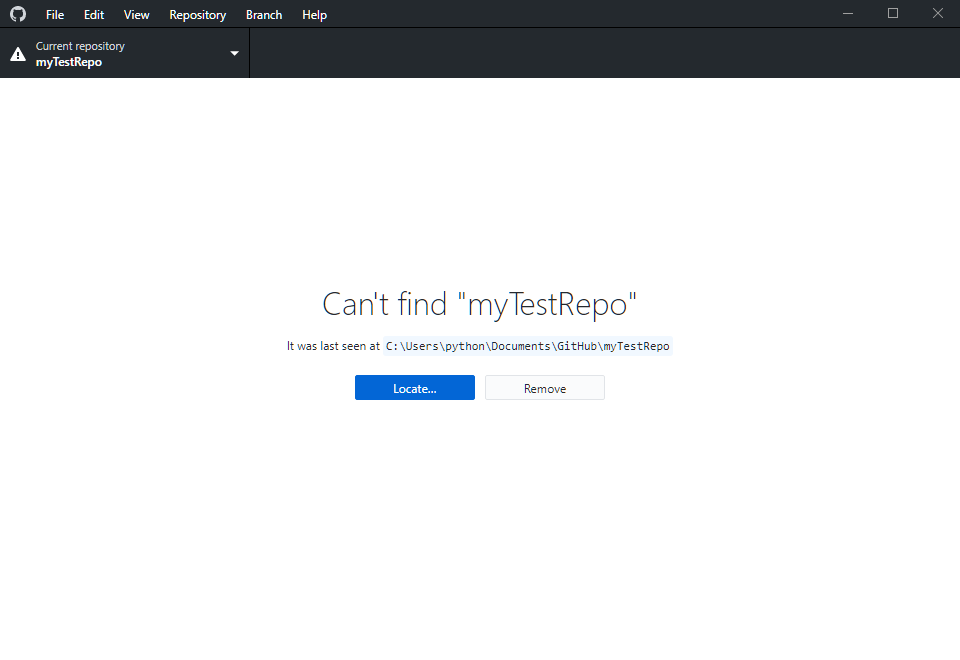 File Edit View Repository Branch Help
Current repository
myTestRepo
Can't find "myTestRepo"
It was last seen at C:\Users\python\Documents\GitHub\myTestRepo
Locate... Remove